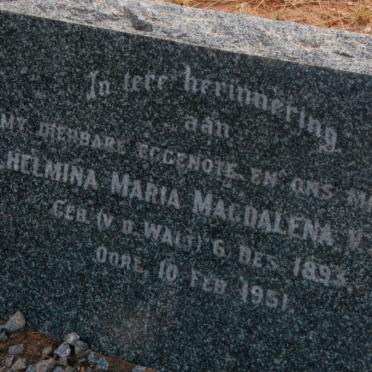 In tere herinnering
aan
MY DIERBARE EGGENOTE EN ONS MO
HELMINA MARIA MAGDALENA V
GEB. (V.D. WALT) 6 DES. 1893.
OORL. 10 FEB. 1951.